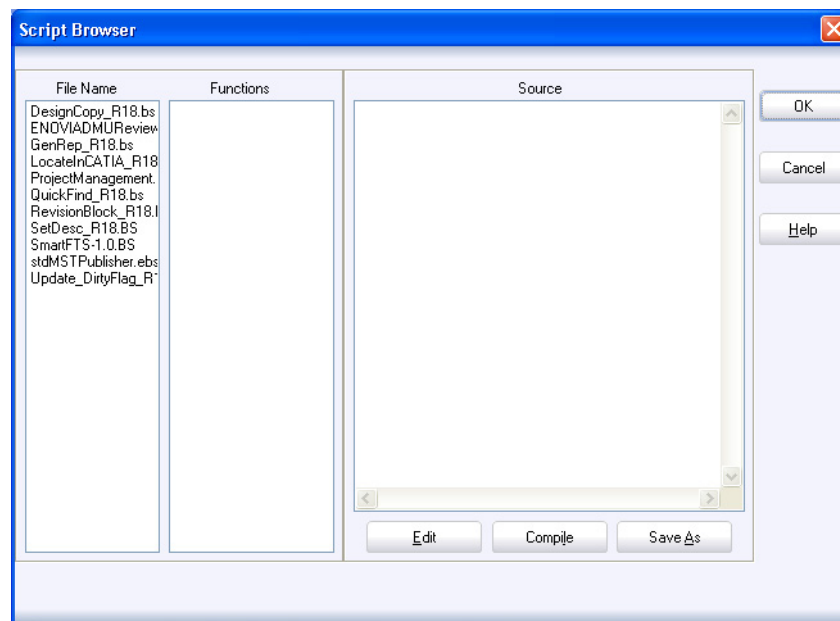 Script Browser
File Name
Functions
Source
DesignCopy_R18.bs
ENOVIADMUReview
GenRep_R18.bs
LocateInCATIA_R18
ProjectManagement.
QuickFind_R18.bs
RevisionBlock_R18.l
SetDesc_R18.BS
SmartFTS-1.0.BS
stdMSTPublisher.ebs
Update_DirtyFlag_R
OK
Cancel
Help
Edit
Compile
Save As